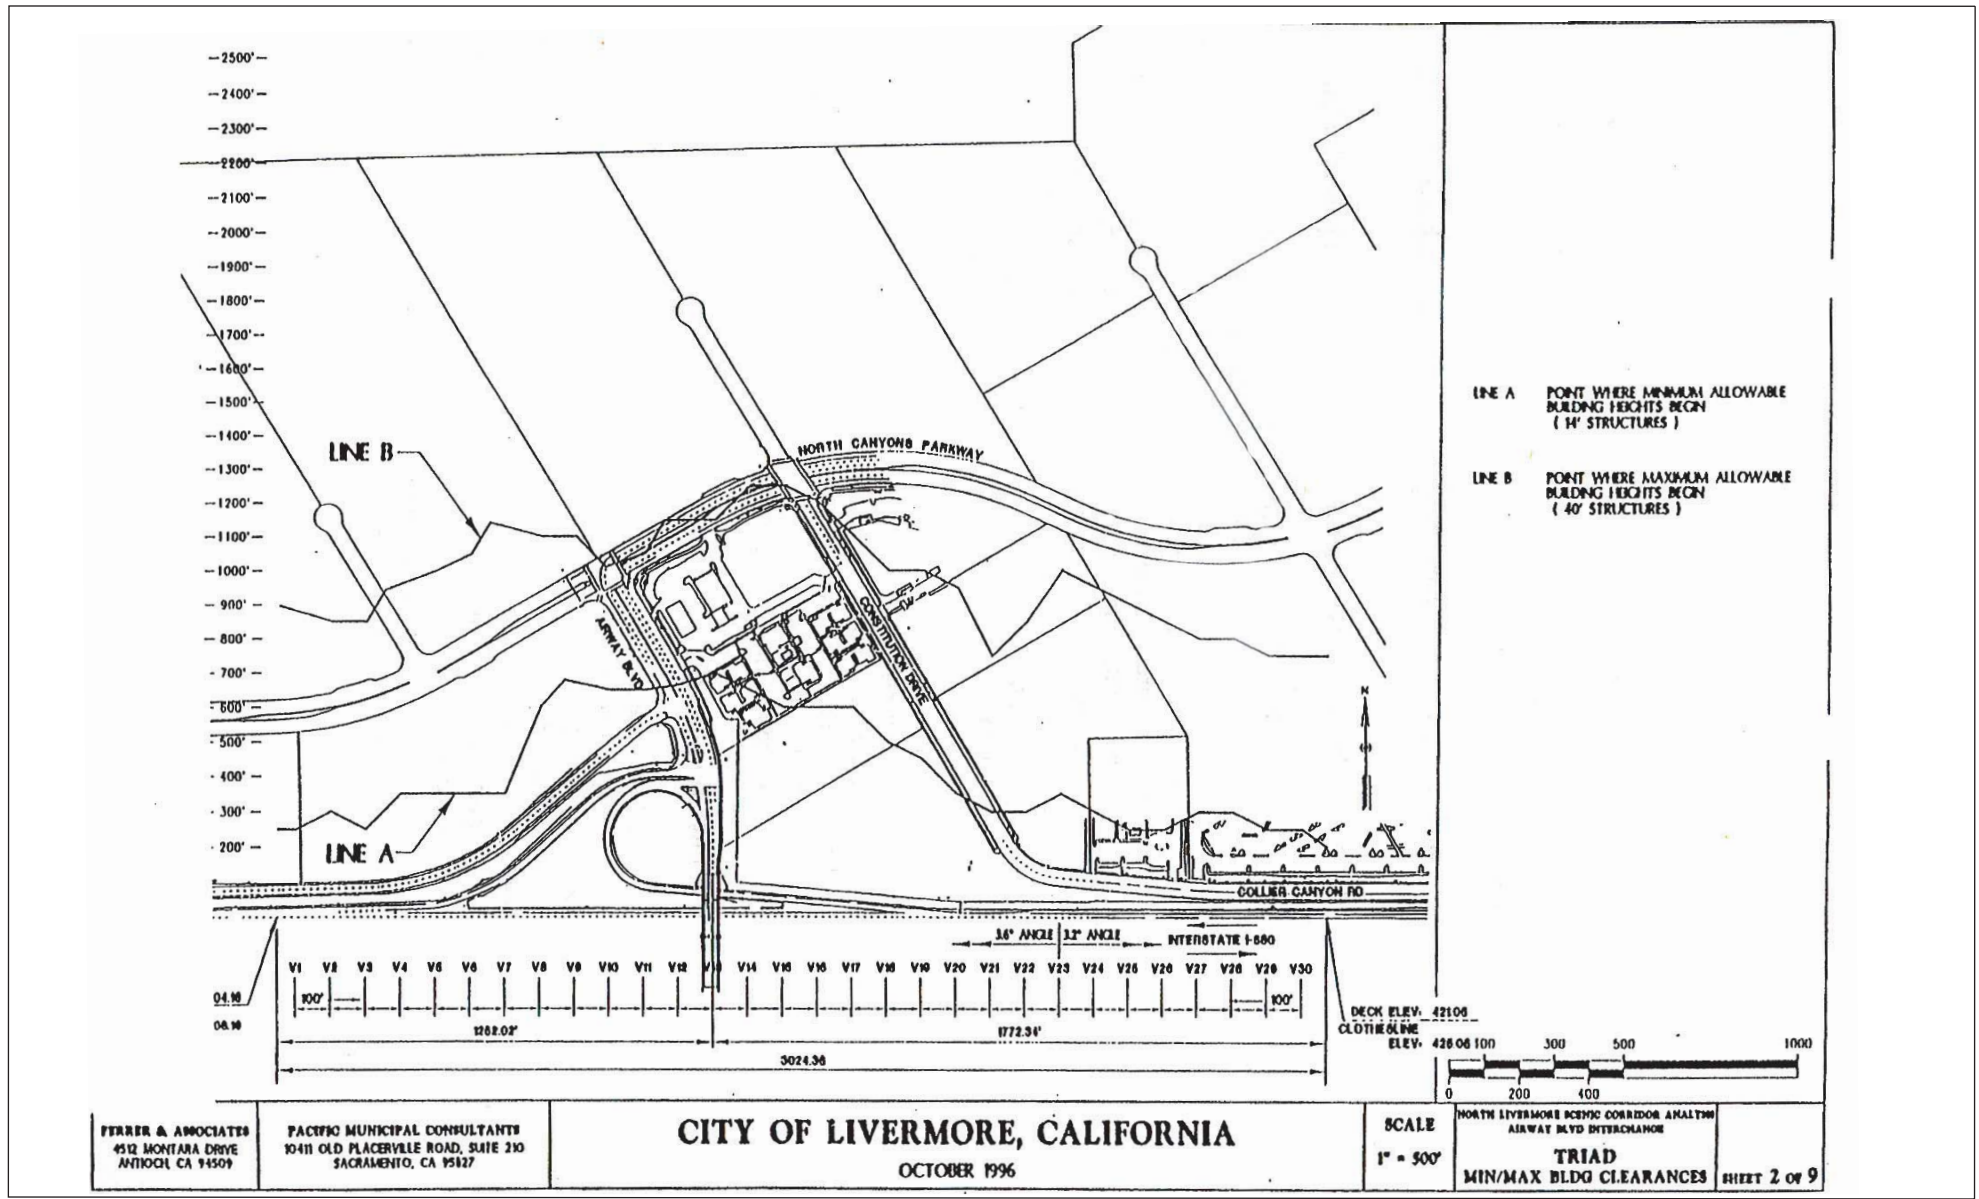 —2500'—
—2400'—
—2300'—
—2200'—
—2100'—
—2000'—
—1900'—
—1800'—
—1700'—
—1600'—
—1500'—
—1400'—
—1300'—
—1200'—
—1100'—
—1000'—
— 900'—
— 800'—
- 700'—
- 600'—
- 500' —
- 400' —
- 300' —
- 200' —
LINE B
LINE A
NORTH CANYONS PARKWAY
AIRWAY BLVD
CONSTITUTION DRIVE
N
COLLIER CANYON RD
LINE A POINT WHERE MINIMUM ALLOWABLE
BUILDING HEIGHTS BEGIN
( 14' STRUCTURES )
LINE B POINT WHERE MAXIMUM ALLOWABLE
BUILDING HEIGHTS BEGIN
( 40' STRUCTURES )
3.6° ANGLE 3.2° ANGLE INTERSTATE I-580
V1 V2 V3 V4 V5 V6 V7 V8 V9 V10 V11 V12 V13 V14 V15 V16 V17 V18 V19 V20 V21 V22 V23 V24 V25 V26 V27 V28 V29 V30
100' 100'
04.16
08.16
1262.02' 1772.34'
3024.36
DECK ELEV: 421.06
CLOTHESLINE
ELEV: 426.06
100 300 500 1000
0 200 400
FERRER & ASSOCIATES
4512 MONTARA DRIVE
ANTIOCH, CA 94509
PACIFIC MUNICIPAL CONSULTANTS
10411 OLD PLACERVILLE ROAD, SUITE 210
SACRAMENTO, CA 95827
CITY OF LIVERMORE, CALIFORNIA
OCTOBER 1996
SCALE
1" = 500'
NORTH LIVERMORE SCENIC CORRIDOR ANALYSIS
AIRWAY BLVD INTERCHANGE
TRIAD
MIN/MAX BLDG CLEARANCES
SHEET 2 OF 9